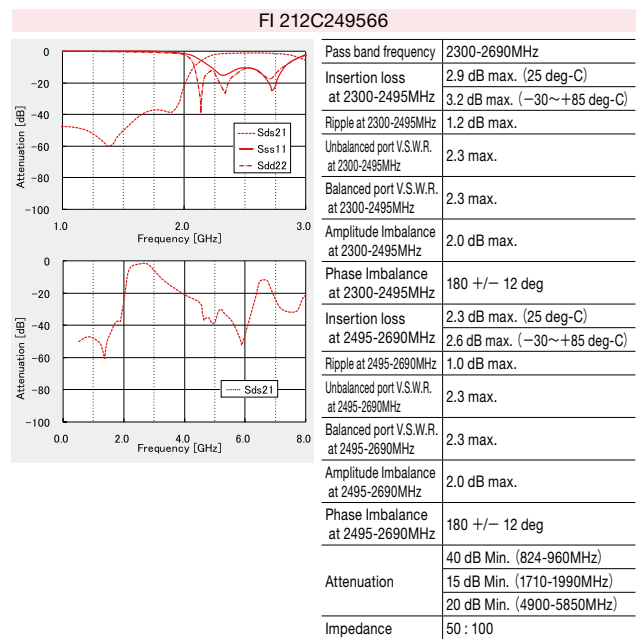 FI 212C249566
0
−20
−40
−60
−80
−100
Attenuation [dB]
Sds21
Sss11
Sdd22
1.0 2.0 3.0
Frequency [GHz]
0
−20
−40
−60
−80
−100
Attenuation [dB]
Sds21
0.0 2.0 4.0 6.0 8.0
Frequency [GHz]
Pass band frequency 2300-2690MHz
Insertion loss
at 2300-2495MHz
2.9 dB max. (25 deg-C)
3.2 dB max. (−30～+85 deg-C)
Ripple at 2300-2495MHz 1.2 dB max.
Unbalanced port V.S.W.R.
at 2300-2495MHz
2.3 max.
Balanced port V.S.W.R.
at 2300-2495MHz
2.3 max.
Amplitude Imbalance
at 2300-2495MHz
2.0 dB max.
Phase Imbalance
at 2300-2495MHz
180 +/− 12 deg
Insertion loss
at 2495-2690MHz
2.3 dB max. (25 deg-C)
2.6 dB max. (−30～+85 deg-C)
Ripple at 2495-2690MHz 1.0 dB max.
Unbalanced port V.S.W.R.
at 2495-2690MHz
2.3 max.
Balanced port V.S.W.R.
at 2495-2690MHz
2.3 max.
Amplitude Imbalance
at 2495-2690MHz
2.0 dB max.
Phase Imbalance
at 2495-2690MHz
180 +/− 12 deg
Attenuation
40 dB Min. (824-960MHz)
15 dB Min. (1710-1990MHz)
20 dB Min. (4900-5850MHz)
Impedance 50 : 100